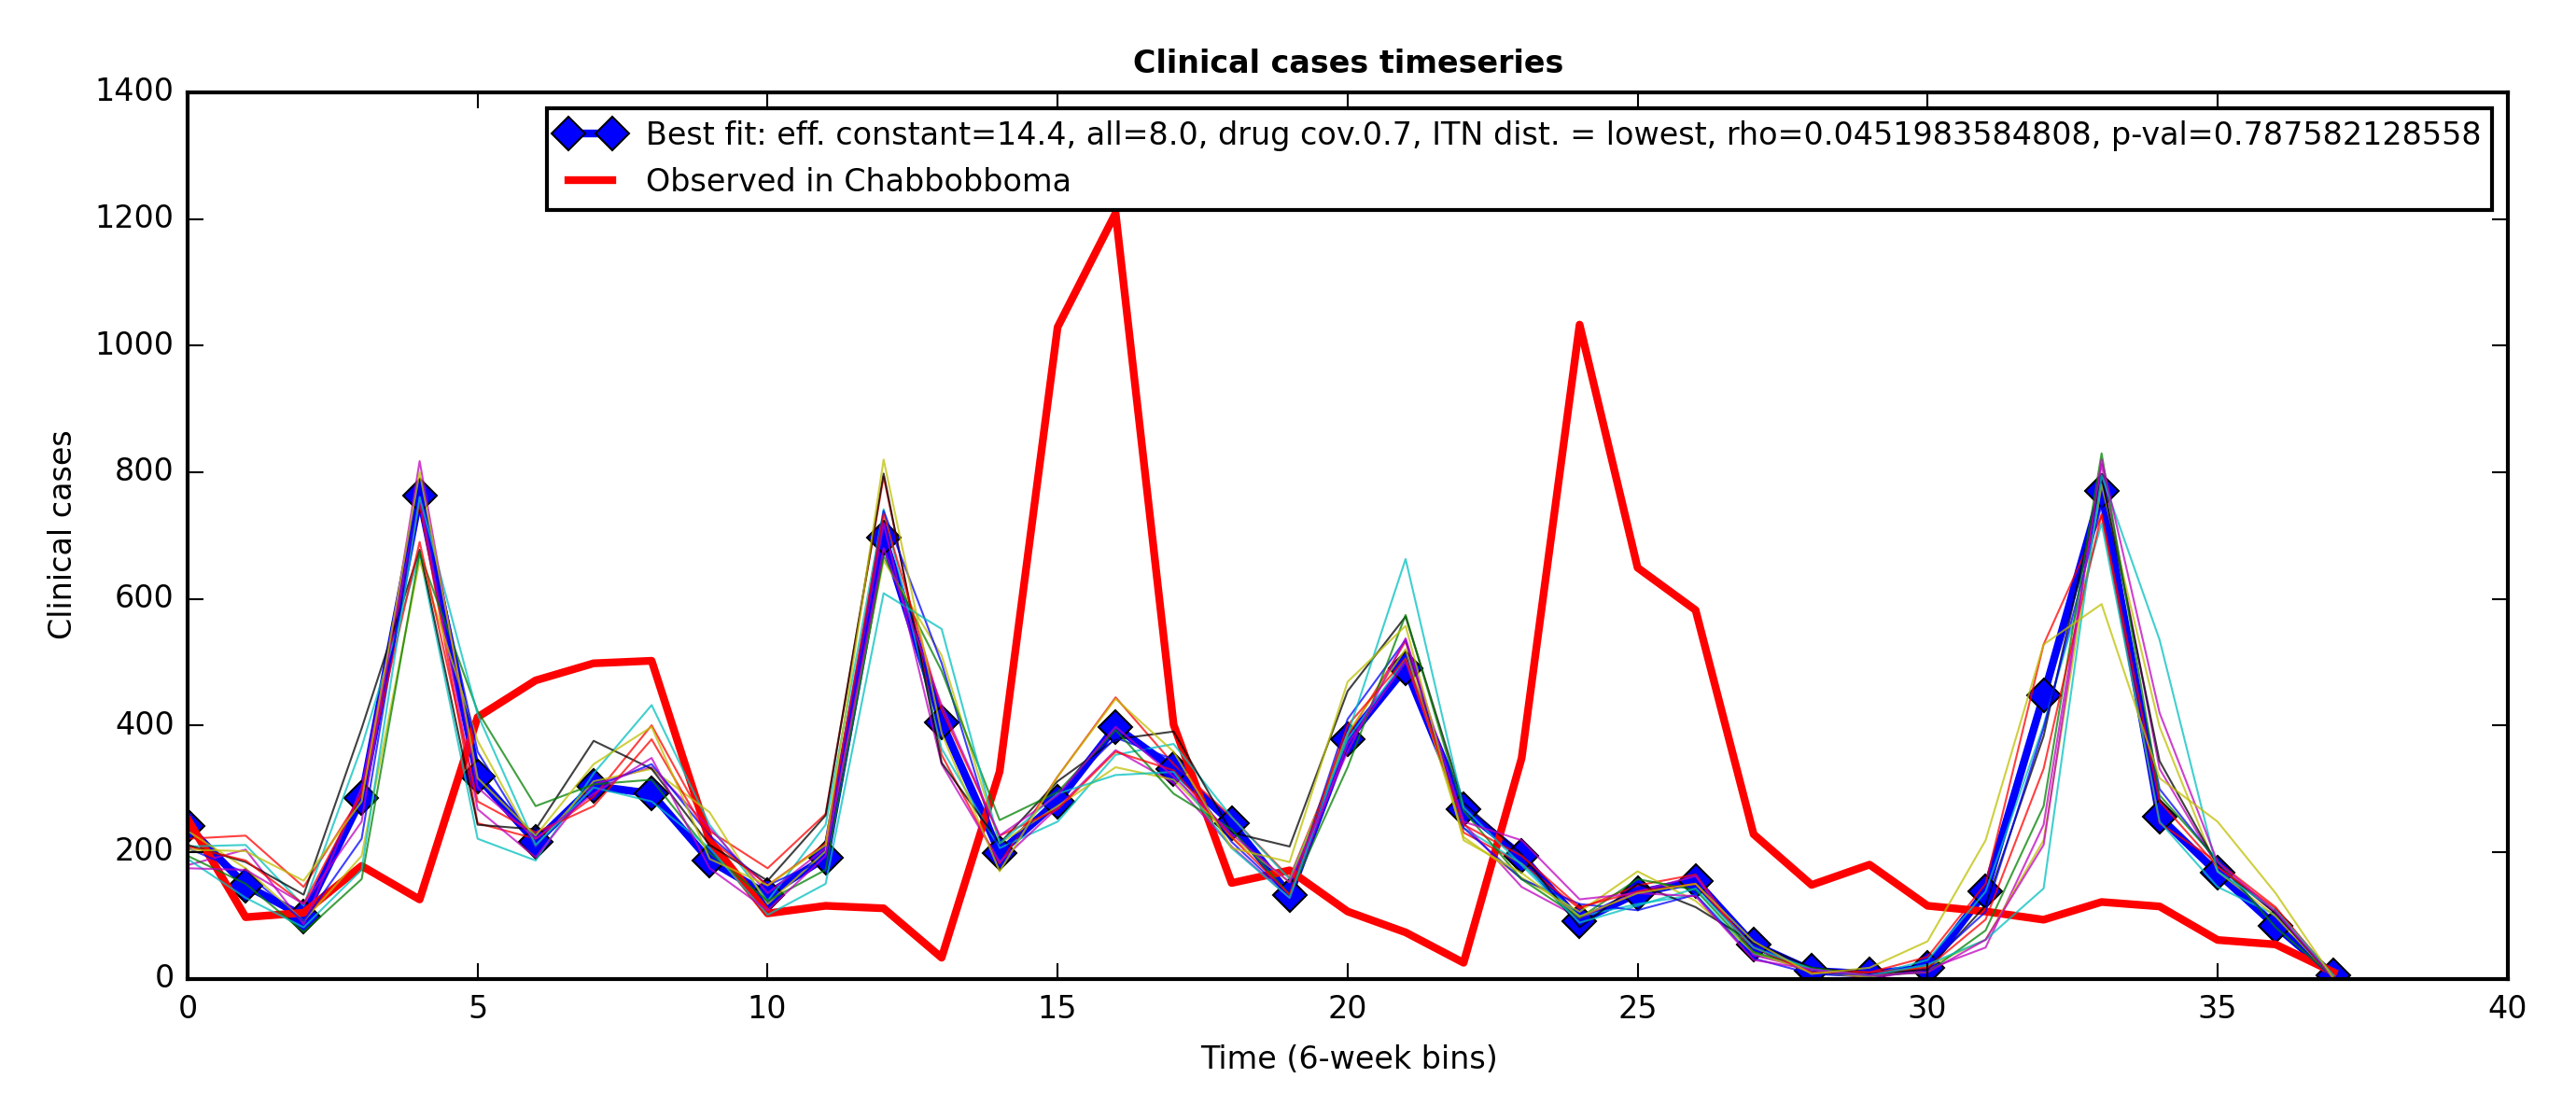 Clinical cases timeseries
Best fit: eff. constant=14.4, all=8.0, drug cov.0.7, ITN dist. = lowest, rho=0.0451983584808, p-val=0.787582128558
Observed in Chabbobboma
1400
1200
1000
800
600
400
200
0
Clinical cases
0 5 10 15 20 25 30 35 40
Time (6-week bins)